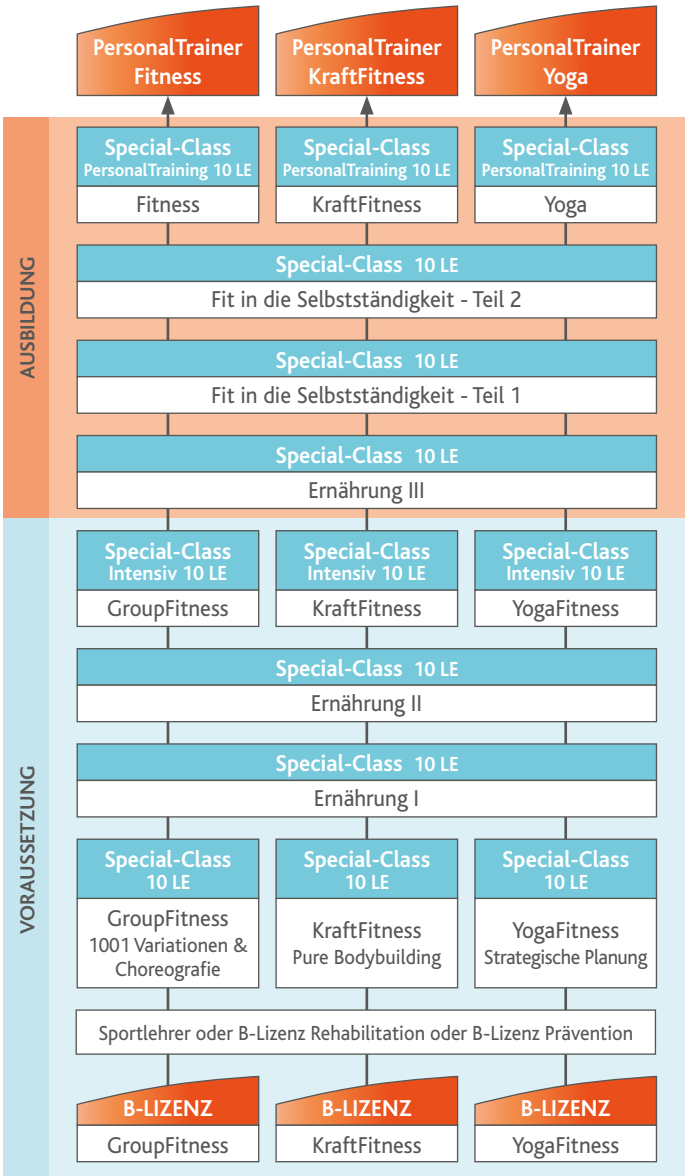 PersonalTrainer
Fitness
PersonalTrainer
KraftFitness
PersonalTrainer
Yoga
AUSBILDUNG
Special-Class
PersonalTraining 10 LE
Fitness
Special-Class
PersonalTraining 10 LE
KraftFitness
Special-Class
PersonalTraining 10 LE
Yoga
Special-Class 10 LE
Fit in die Selbstständigkeit - Teil 2
Special-Class 10 LE
Fit in die Selbstständigkeit - Teil 1
Special-Class 10 LE
Ernährung III
VORAUSSETZUNG
Special-Class
Intensiv 10 LE
GroupFitness
Special-Class
Intensiv 10 LE
KraftFitness
Special-Class
Intensiv 10 LE
YogaFitness
Special-Class 10 LE
Ernährung II
Special-Class 10 LE
Ernährung I
Special-Class
10 LE
GroupFitness
1001 Variationen &
Choreografie
Special-Class
10 LE
KraftFitness
Pure Bodybuilding
Special-Class
10 LE
YogaFitness
Strategische Planung
Sportlehrer oder B-Lizenz Rehabilitation oder B-Lizenz Prävention
B-LIZENZ
GroupFitness
B-LIZENZ
KraftFitness
B-LIZENZ
YogaFitness